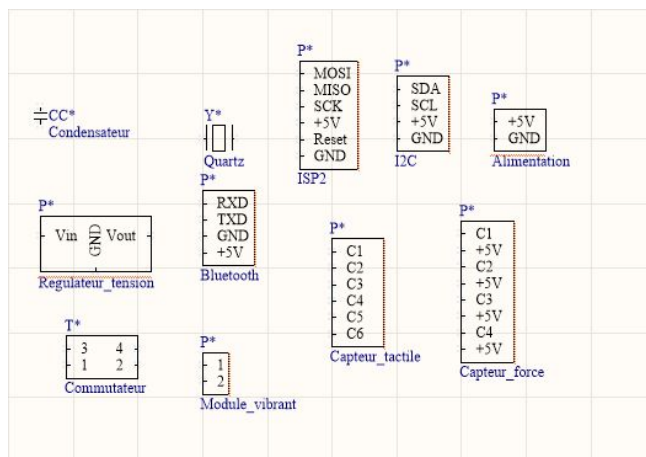 CC*
Condensateur
Y*
Quartz
P*
MOSI
MISO
SCK
+5V
Reset
GND
ISP2
P*
SDA
SCL
+5V
GND
I2C
P*
+5V
GND
Alimentation
P*
Vin GND Vout
Regulateur_tension
P*
RXD
TXD
GND
+5V
Bluetooth
P*
C1
C2
C3
C4
C5
C6
Capteur_tactile
P*
C1
+5V
C2
+5V
C3
+5V
C4
+5V
Capteur_force
T*
3 4
1 2
Commutateur
P*
1
2
Module_vibrant